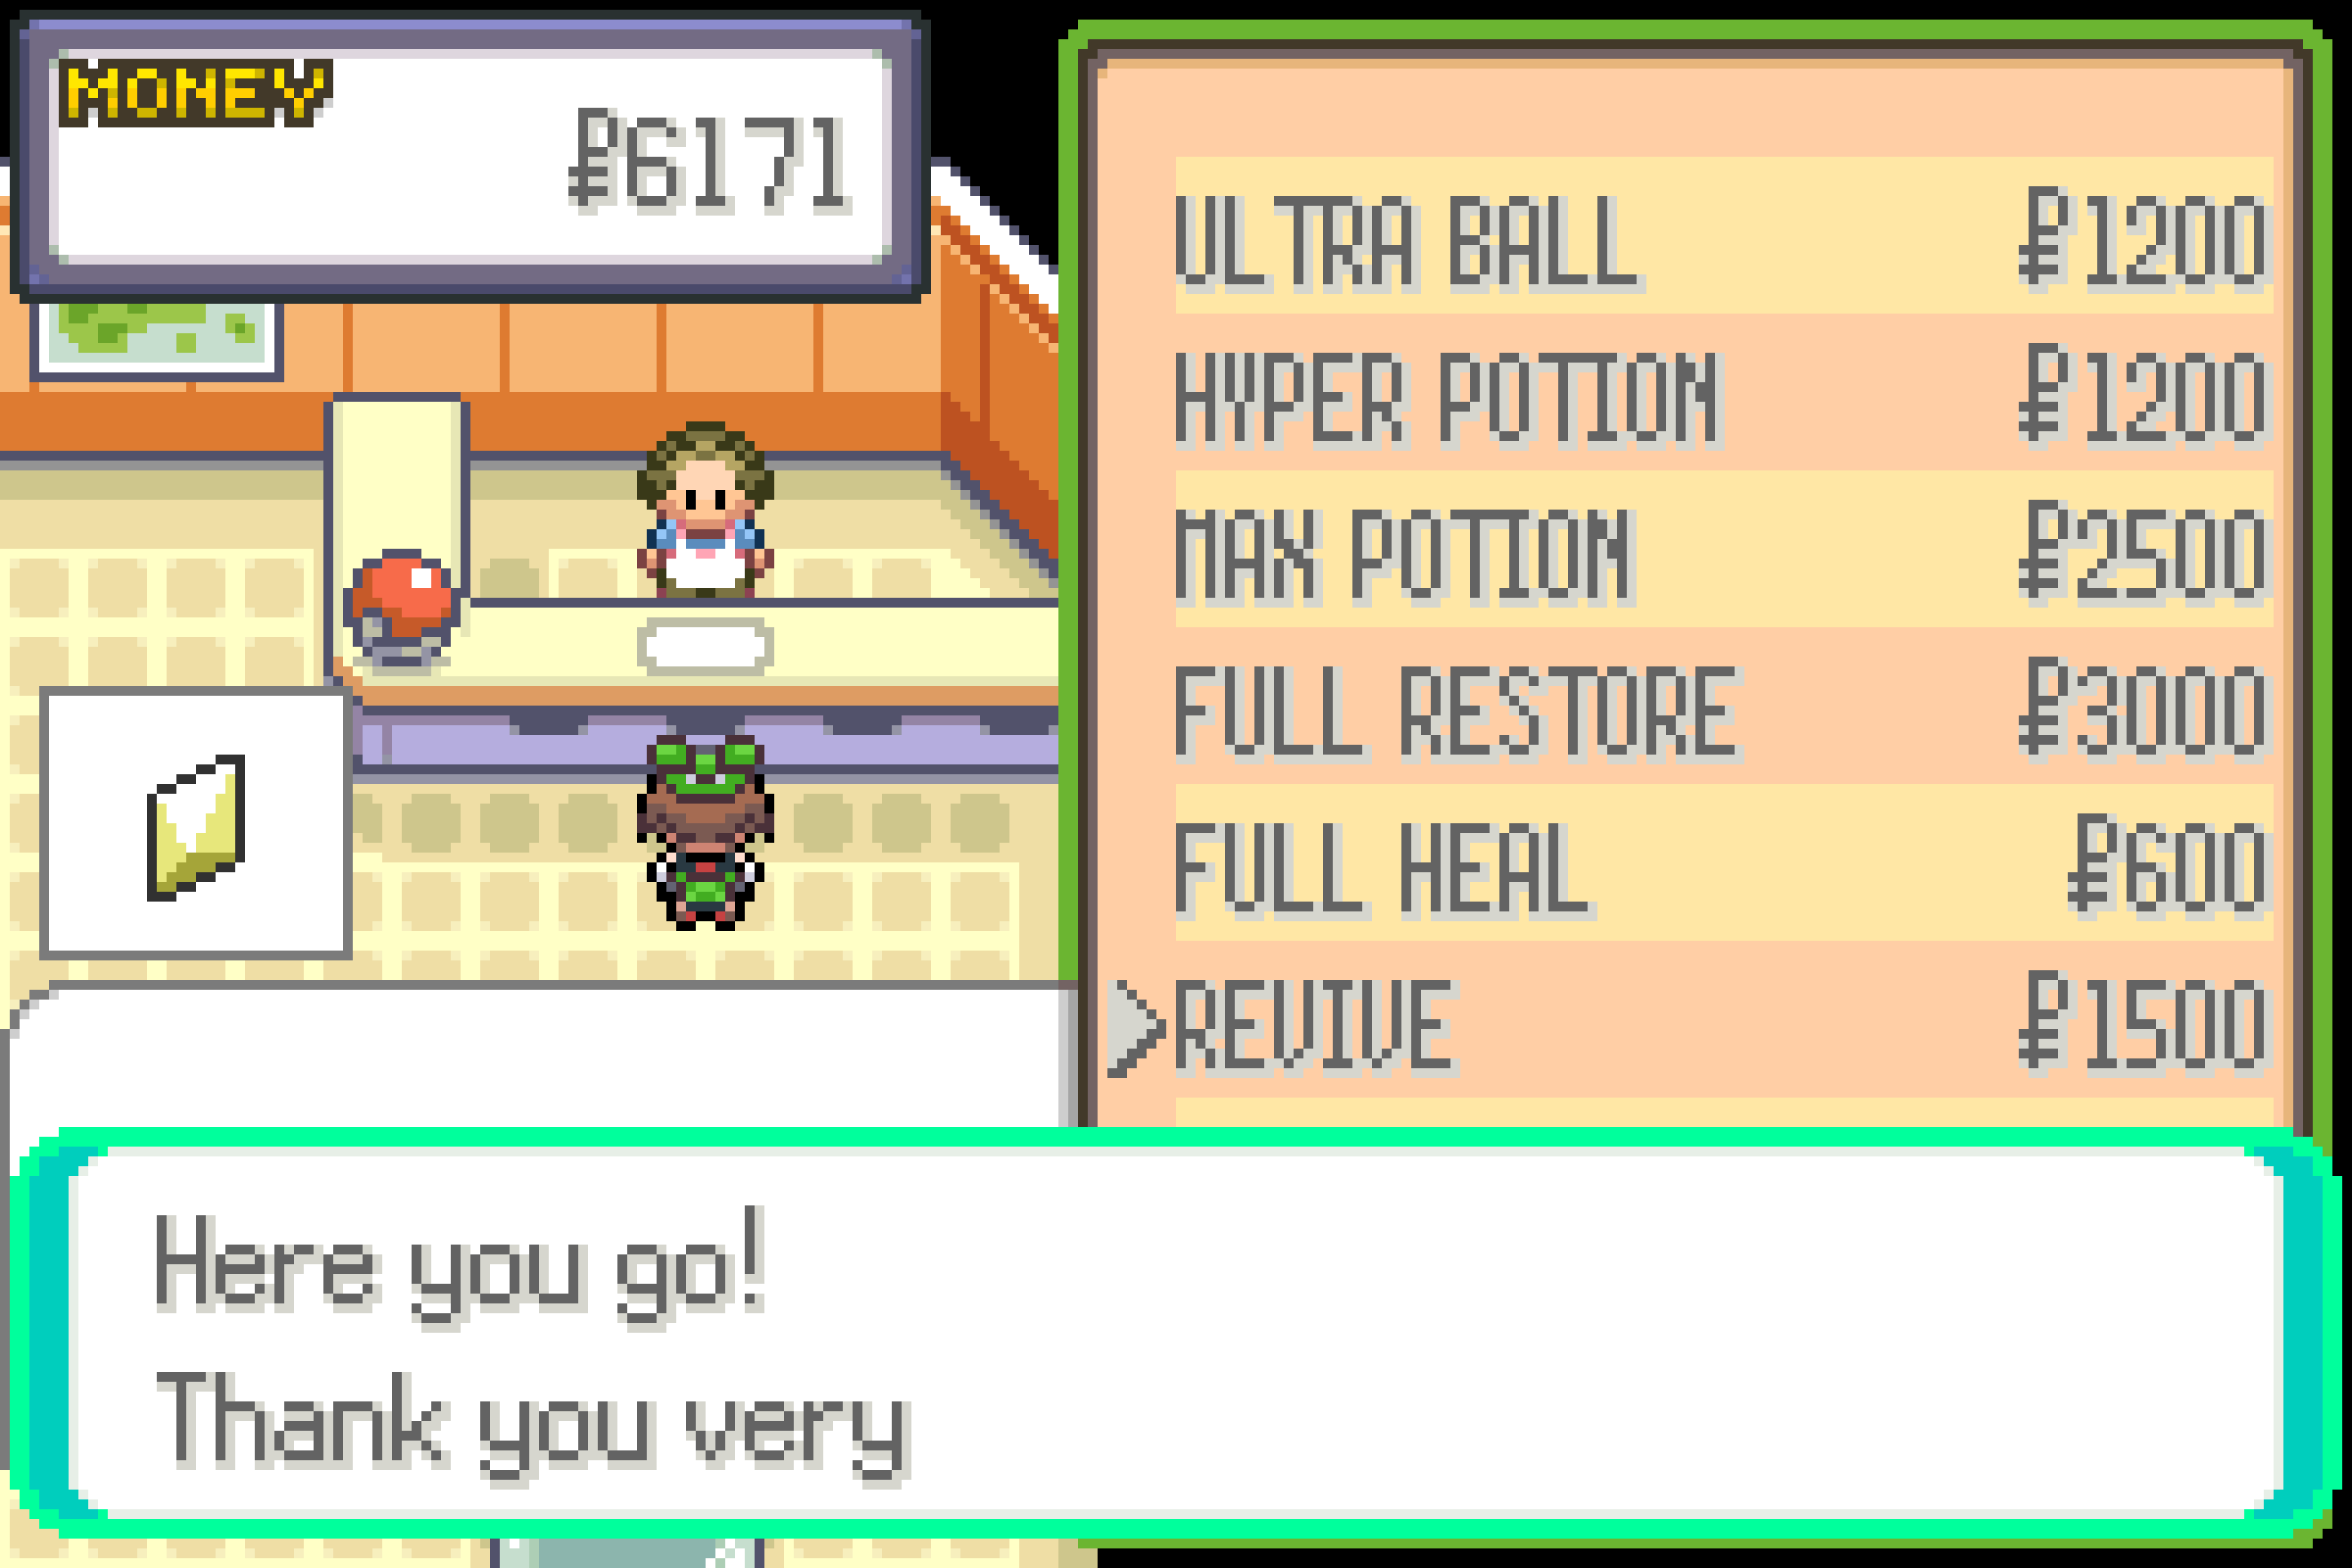 MONEY
₽6171
ULTRA BALL ₽1200
HYPER POTION ₽1200
MAX POTION ₽2500
FULL RESTORE ₽3000
FULL HEAL ₽600
REVIVE ₽1500
Here you go!
Thank you very